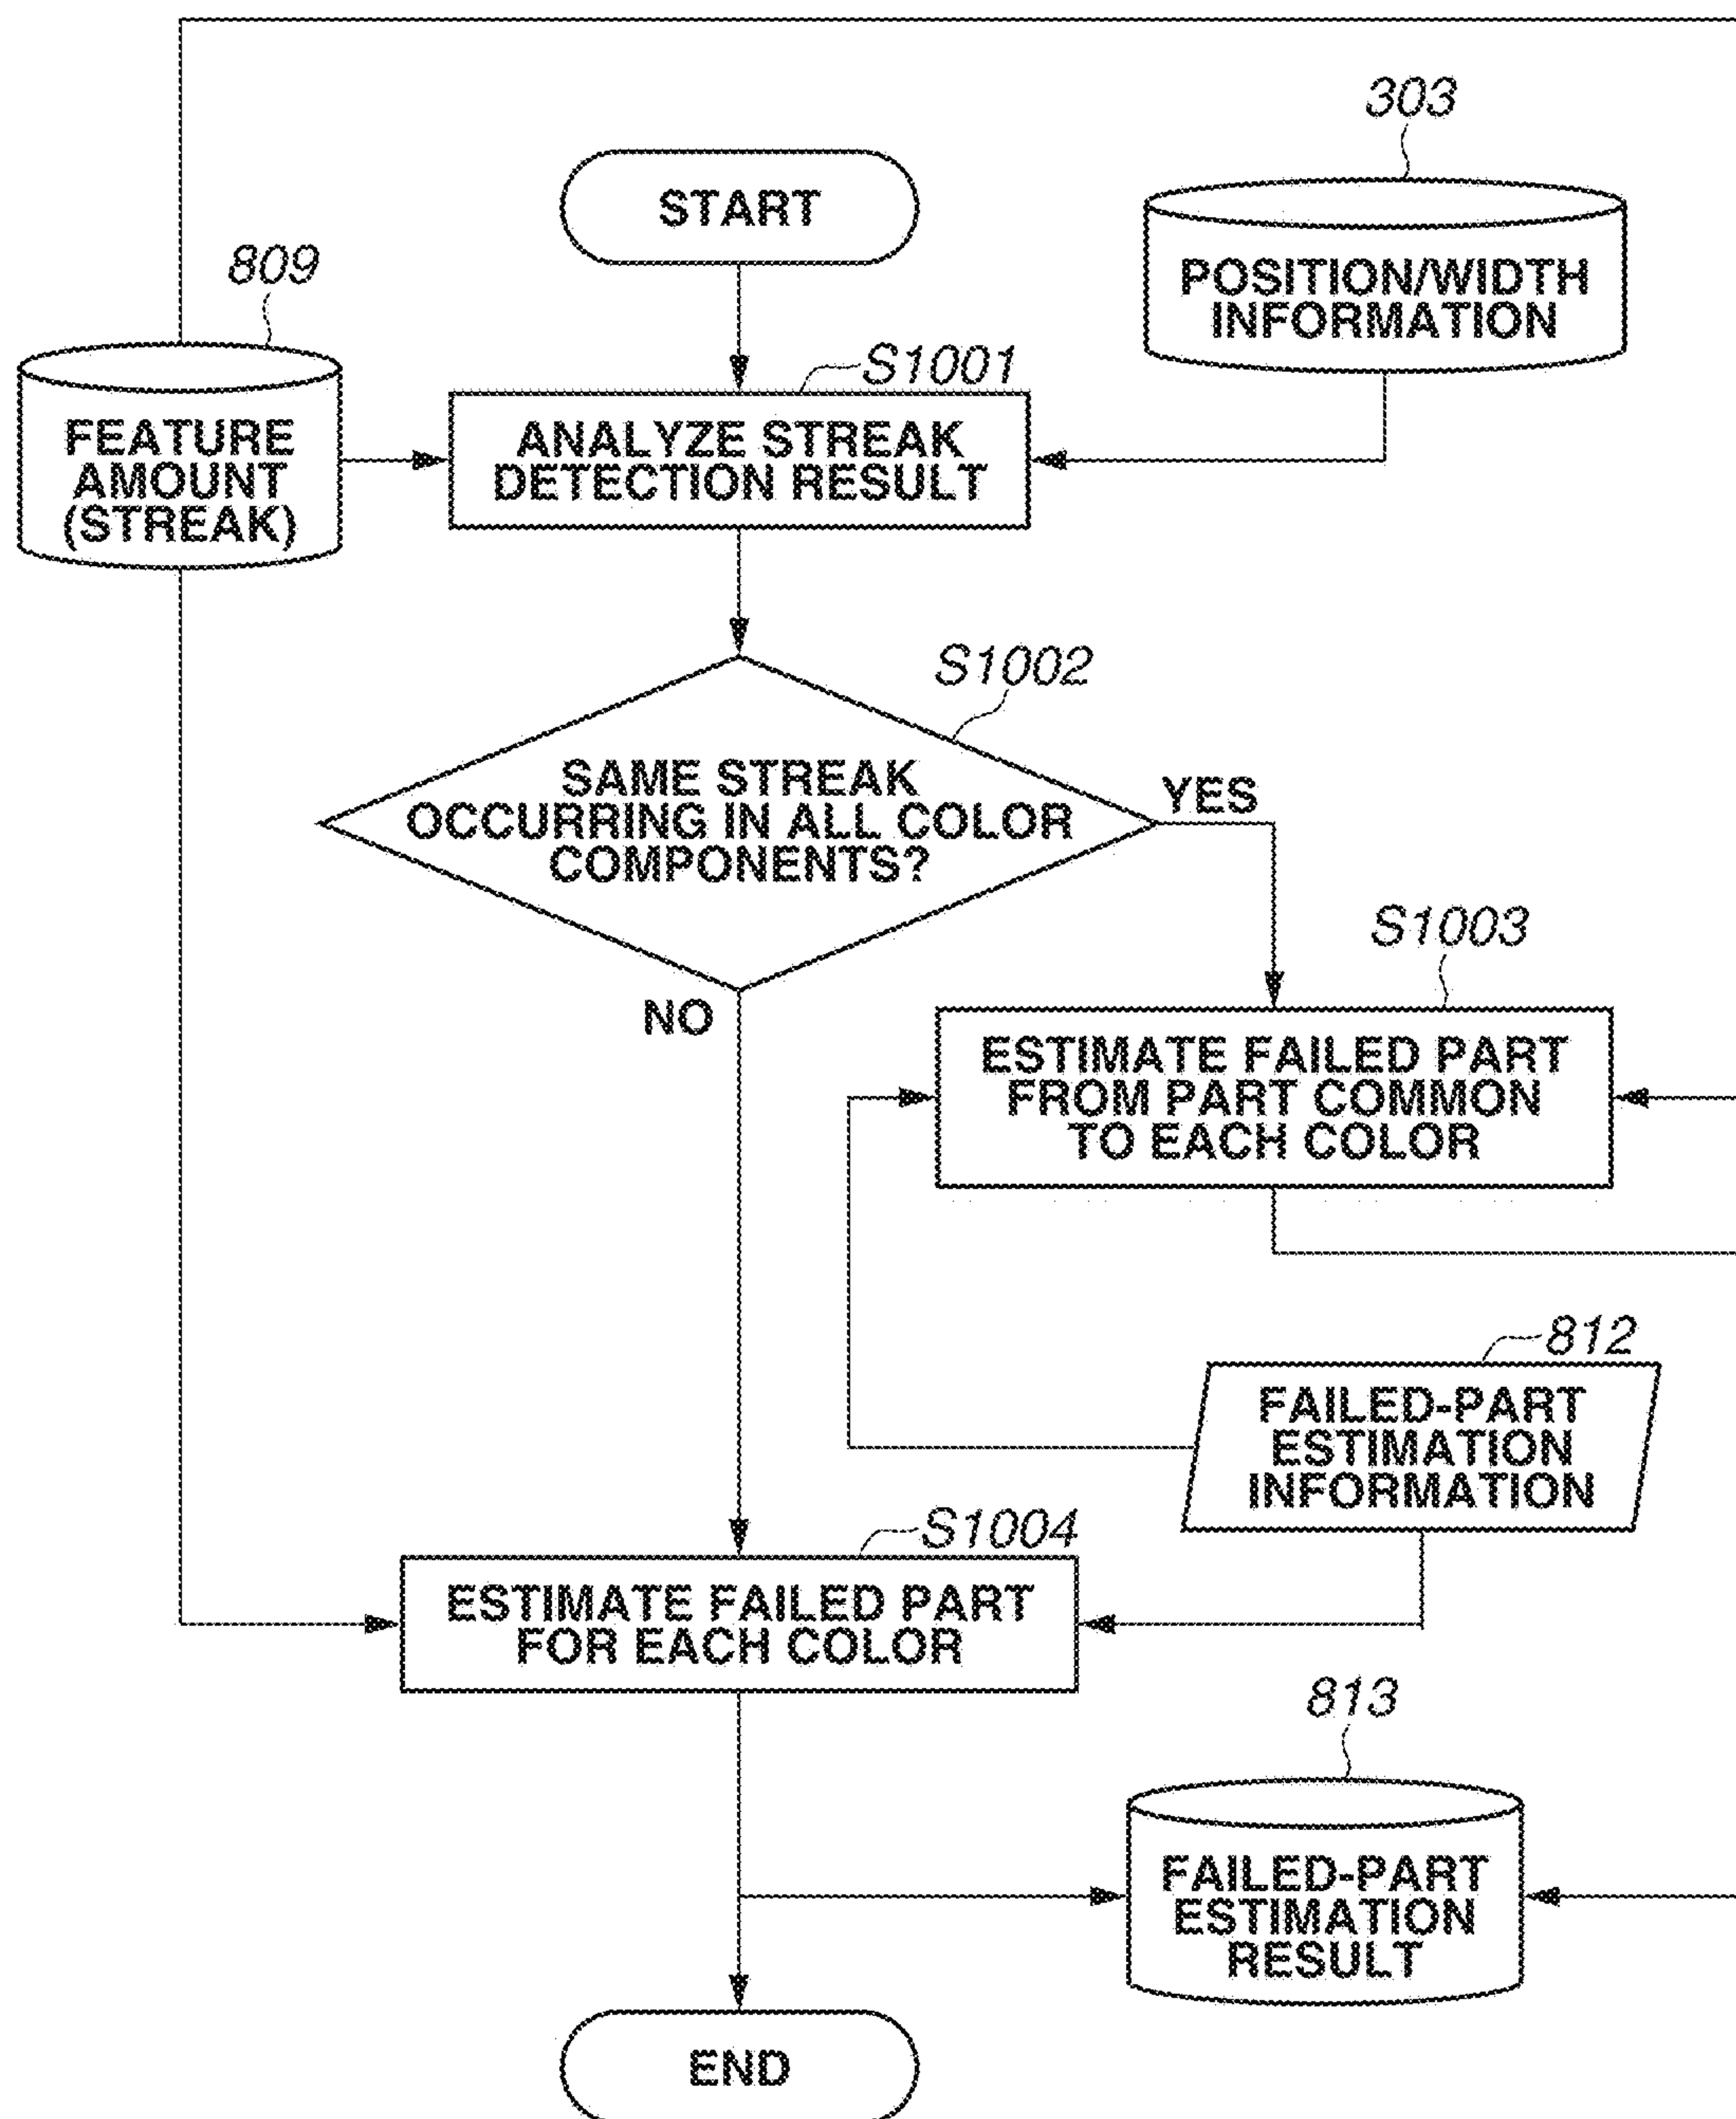 303
START
POSITION/WIDTH
INFORMATION
809
FEATURE
AMOUNT
(STREAK)
S1001
ANALYZE STREAK
DETECTION RESULT
S1002
SAME STREAK
OCCURRING IN ALL COLOR
COMPONENTS?
YES
NO
S1003
ESTIMATE FAILED PART
FROM PART COMMON
TO EACH COLOR
812
FAILED-PART
ESTIMATION
INFORMATION
S1004
ESTIMATE FAILED PART
FOR EACH COLOR
813
FAILED-PART
ESTIMATION
RESULT
END